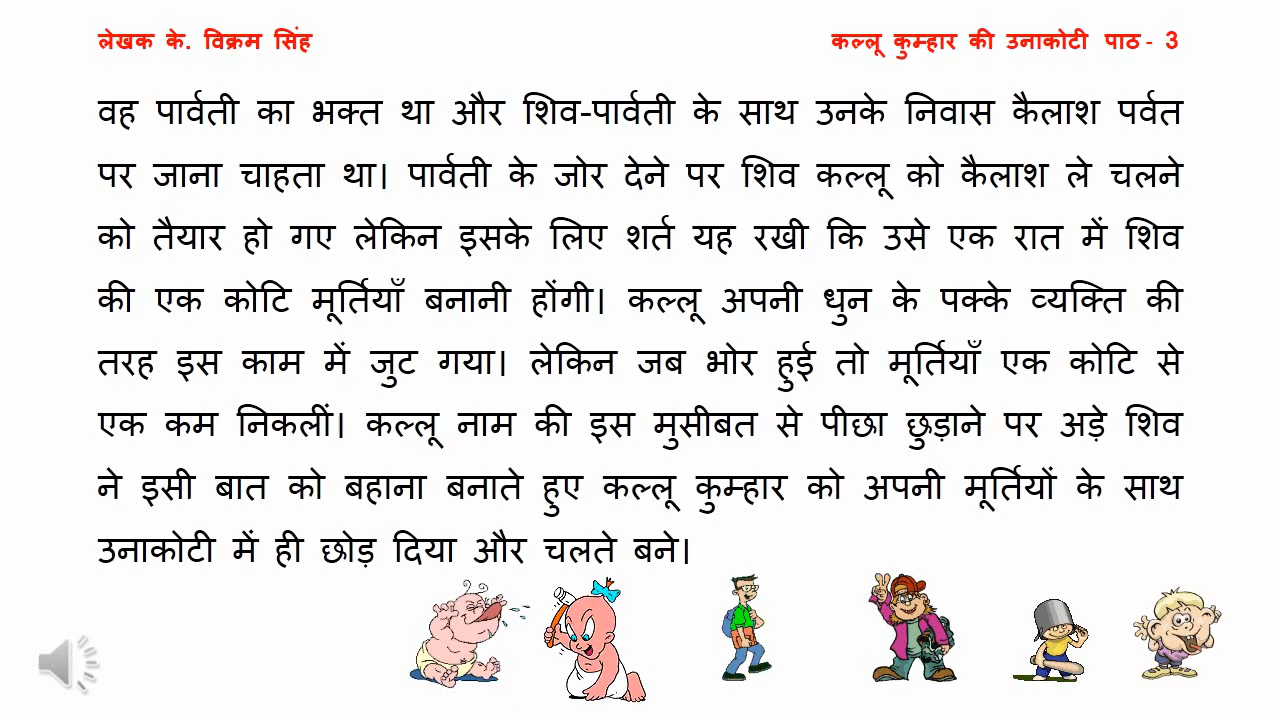 लेखक के. विक्रम सिंह
कल्लू कुम्हार की उनाकोटी पाठ - 3
वह पार्वती का भक्त था और शिव-पार्वती के साथ उनके निवास कैलाश पर्वत
पर जाना चाहता था। पार्वती के जोर देने पर शिव कल्लू को कैलाश ले चलने
को तैयार हो गए लेकिन इसके लिए शर्त यह रखी कि उसे एक रात में शिव
की एक कोटि मूर्तियाँ बनानी होंगी। कल्लू अपनी धुन के पक्के व्यक्ति की
तरह इस काम में जुट गया। लेकिन जब भोर हुई तो मूर्तियाँ एक कोटि से
एक कम निकलीं। कल्लू नाम की इस मुसीबत से पीछा छुड़ाने पर अड़े शिव
ने इसी बात को बहाना बनाते हुए कल्लू कुम्हार को अपनी मूर्तियों के साथ
उनाकोटी में ही छोड़ दिया और चलते बने।